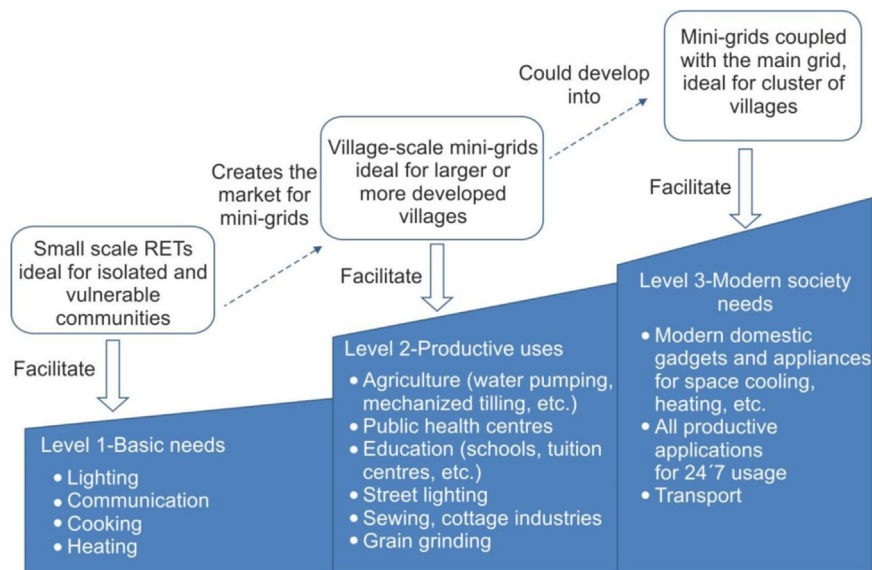 Small scale RETs
ideal for isolated and
vulnerable
communities
Creates the
market for
mini-grids
Village-scale mini-grids
ideal for larger or
more developed
villages
Could develop
into
Mini-grids coupled
with the main grid,
ideal for cluster of
villages
Facilitate
Level 1-Basic needs
• Lighting
• Communication
• Cooking
• Heating
Facilitate
Level 2-Productive uses
• Agriculture (water pumping,
mechanized tilling, etc.)
• Public health centres
• Education (schools, tuition
centres, etc.)
• Street lighting
• Sewing, cottage industries
• Grain grinding
Facilitate
Level 3-Modern society
needs
• Modern domestic
gadgets and appliances
for space cooling,
heating, etc.
• All productive
applications
for 24´7 usage
• Transport